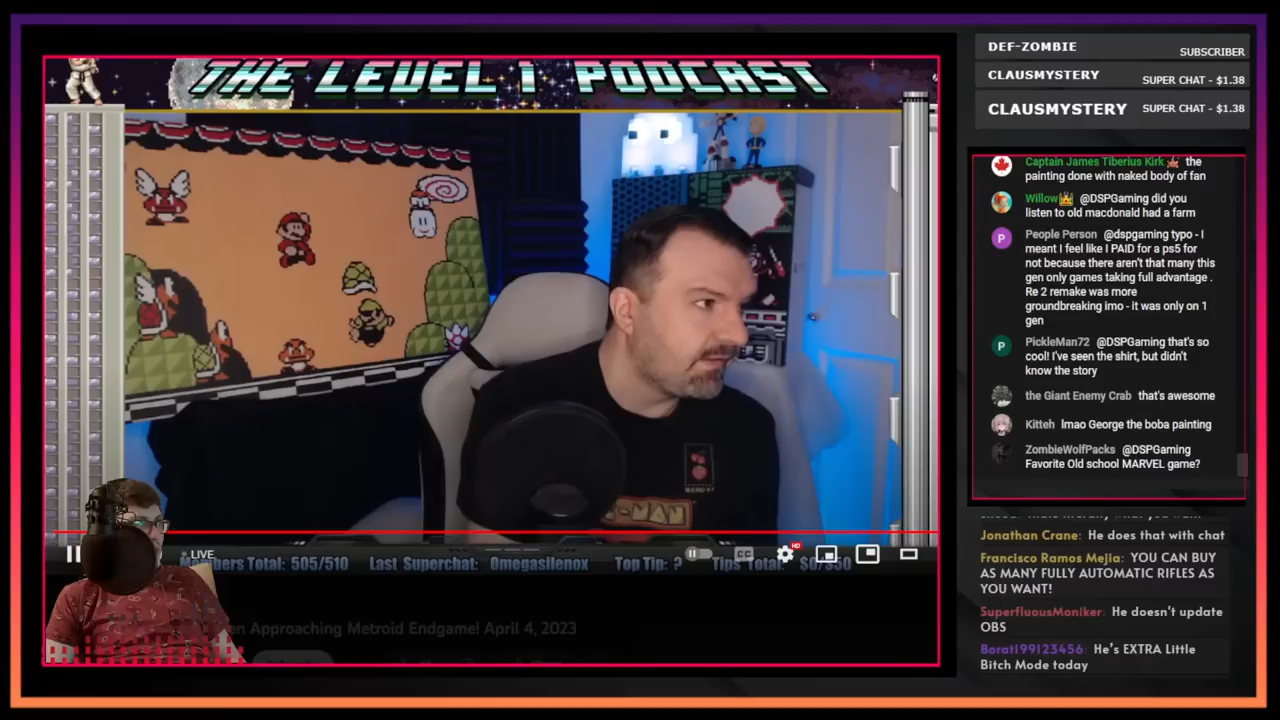 THE LEVEL 1 PODCAST
DEF-ZOMBIE
SUBSCRIBER
CLAUSMYSTERY
SUPER CHAT - $1.38
CLAUSMYSTERY
SUPER CHAT - $1.38
Captain James Tiberius Kirk the
painting done with naked body of fan
Willow @DSPGaming did you
listen to old macdonald had a farm
People Person @dspgaming typo - I
meant I feel like I PAID for a ps5 for
not because there aren't that many this
gen only games taking full advantage .
Re 2 remake was more
groundbreaking imo - it was only on 1
gen
PickleMan72 @DSPGaming that's so
cool! I've seen the shirt, but didn't
know the story
the Giant Enemy Crab that's awesome
Kitteh lmao George the boba painting
ZombieWolfPacks @DSPGaming
Favorite Old school MARVEL game?
Jonathan Crane: He does that with chat
Francisco Ramos Mejia: YOU CAN BUY
AS MANY FULLY AUTOMATIC RIFLES AS
YOU WANT!
SuperfluousMoniker: He doesn't update
OBS
Borat199123456: He's EXTRA Little
Bitch Mode today
PAC-MAN
LIVE
CC
HD
Members Total: 505/510 Last Superchat: Omegasilenox Top Tip: ? Tips Total: $0/$50
Approaching Metroid Endgame! April 4, 2023